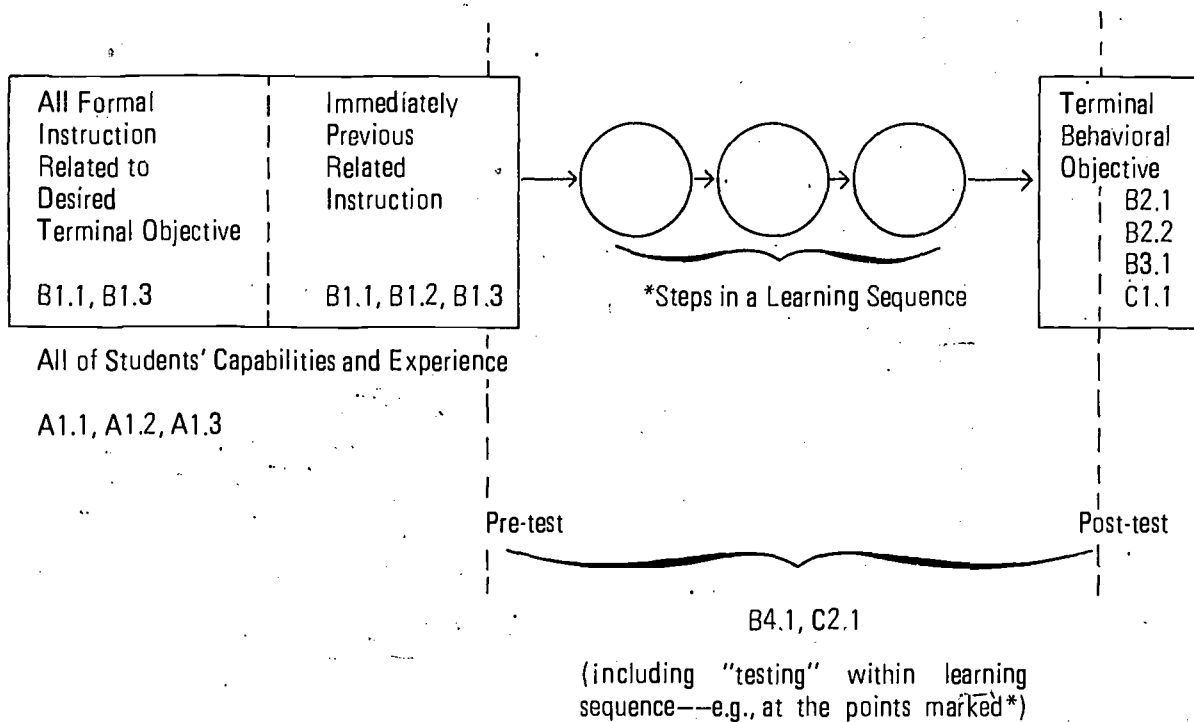 All Formal
Instruction
Related to
Desired
Terminal Objective
B1.1, B1.3
Immediately
Previous
Related
Instruction
B1.1, B1.2, B1.3
*Steps in a Learning Sequence
Terminal
Behavioral
Objective
B2.1
B2.2
B3.1
C1.1
All of Students' Capabilities and Experience
A1.1, A1.2, A1.3
Pre-test
Post-test
B4.1, C2.1
(including "testing" within learning
sequence--e.g., at the points marked*)